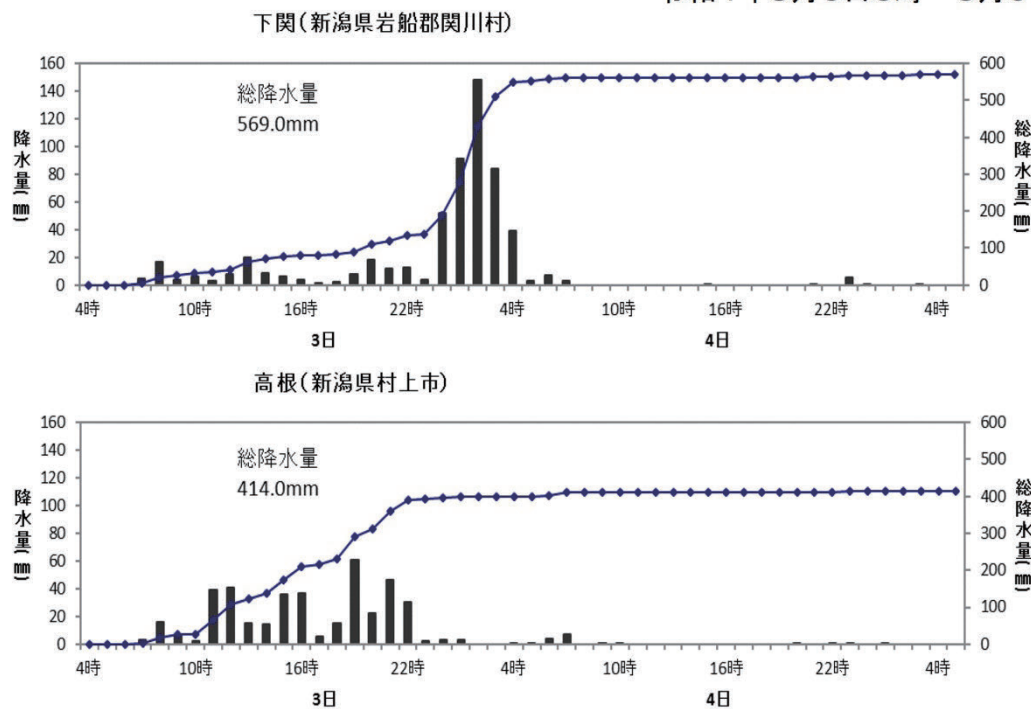 下関(新潟県岩船郡関川村)
160 600
140 500
120 400
100
80 300
60 200
40
20 100
0 0
降水量(㎜)
総降水量(㎜)
総降水量
569.0mm
4時 10時 16時 22時 4時 10時 16時 22時 4時
3日 4日
高根(新潟県村上市)
160 600
140 500
120 400
100
80 300
60 200
40
20 100
0 0
降水量(㎜)
総降水量(㎜)
総降水量
414.0mm
4時 10時 16時 22時 4時 10時 16時 22時 4時
3日 4日